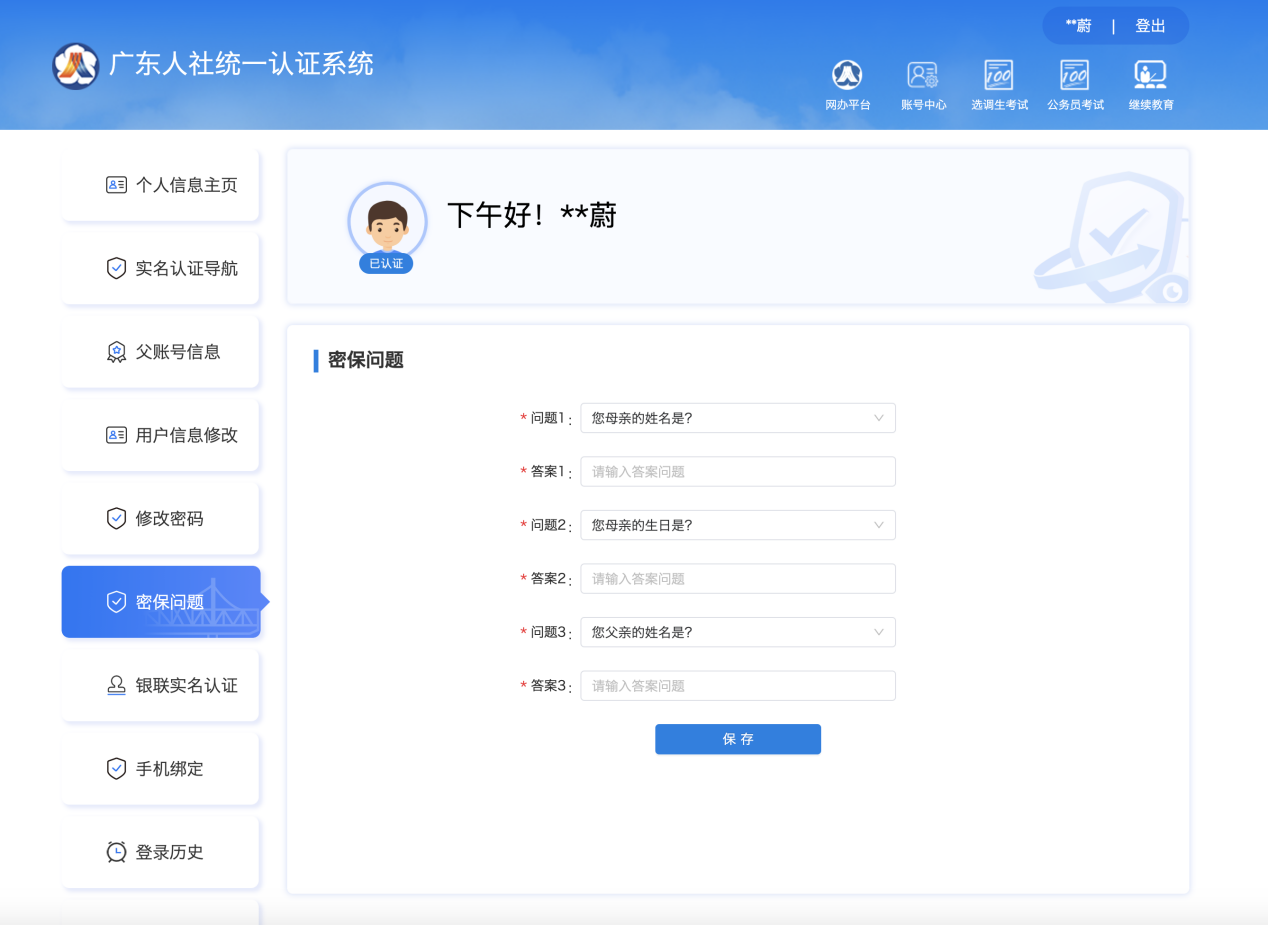 **蔚 | 登出
广东人社统一认证系统
网办平台 账号中心 选调生考试 公务员考试 继续教育
个人信息主页
实名认证导航
父账号信息
用户信息修改
修改密码
密保问题
银联实名认证
手机绑定
登录历史
下午好！**蔚
已认证
密保问题
* 问题1 : 您母亲的姓名是?
* 答案1 : 请输入答案问题
* 问题2 : 您母亲的生日是?
* 答案2 : 请输入答案问题
* 问题3 : 您父亲的姓名是?
* 答案3 : 请输入答案问题
保 存